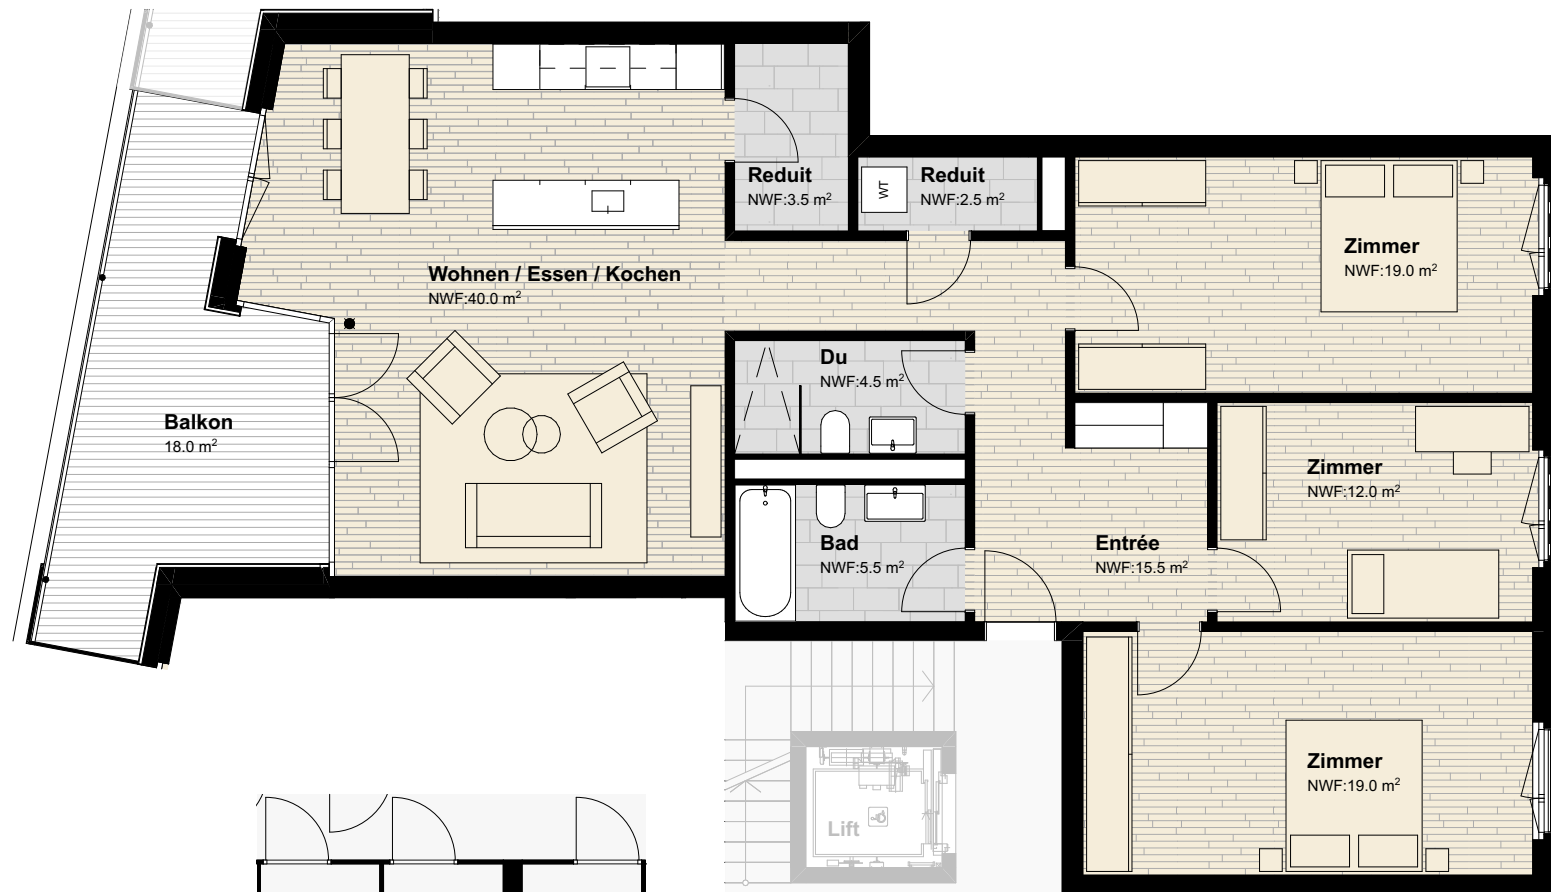 Reduit
NWF:3.5 m²
Reduit
NWF:2.5 m²
WT
Zimmer
NWF:19.0 m²
Wohnen / Essen / Kochen
NWF:40.0 m²
Du
NWF:4.5 m²
Balkon
18.0 m²
Zimmer
NWF:12.0 m²
Bad
NWF:5.5 m²
Entrée
NWF:15.5 m²
Zimmer
NWF:19.0 m²
Lift